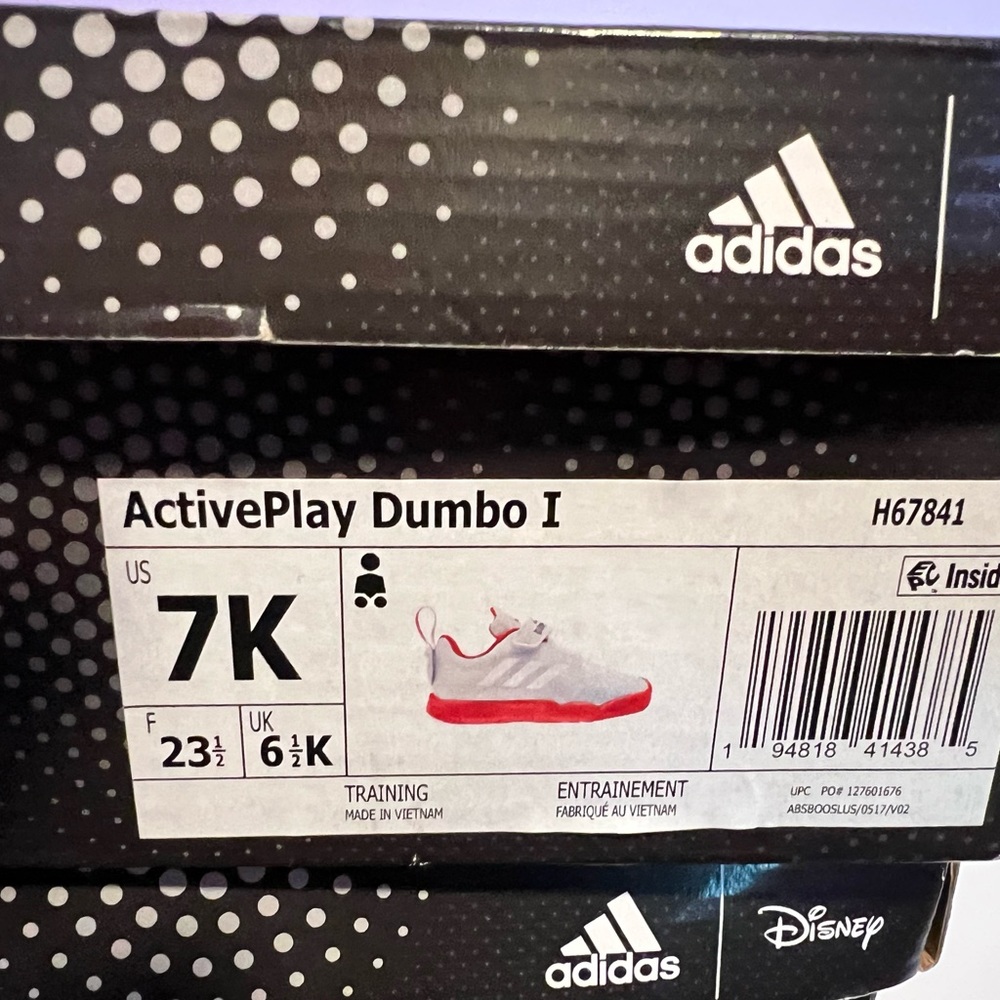 adidas
ActivePlay Dumbo I
H67841
US
7K
F
23½
UK
6½K
Insid
1 94818 41438 5
TRAINING
MADE IN VIETNAM
ENTRAINEMENT
FABRIQUÉ AU VIETNAM
UPC PO# 127601676
ABSBOOSLUS/0517/V02
adidas
Disney